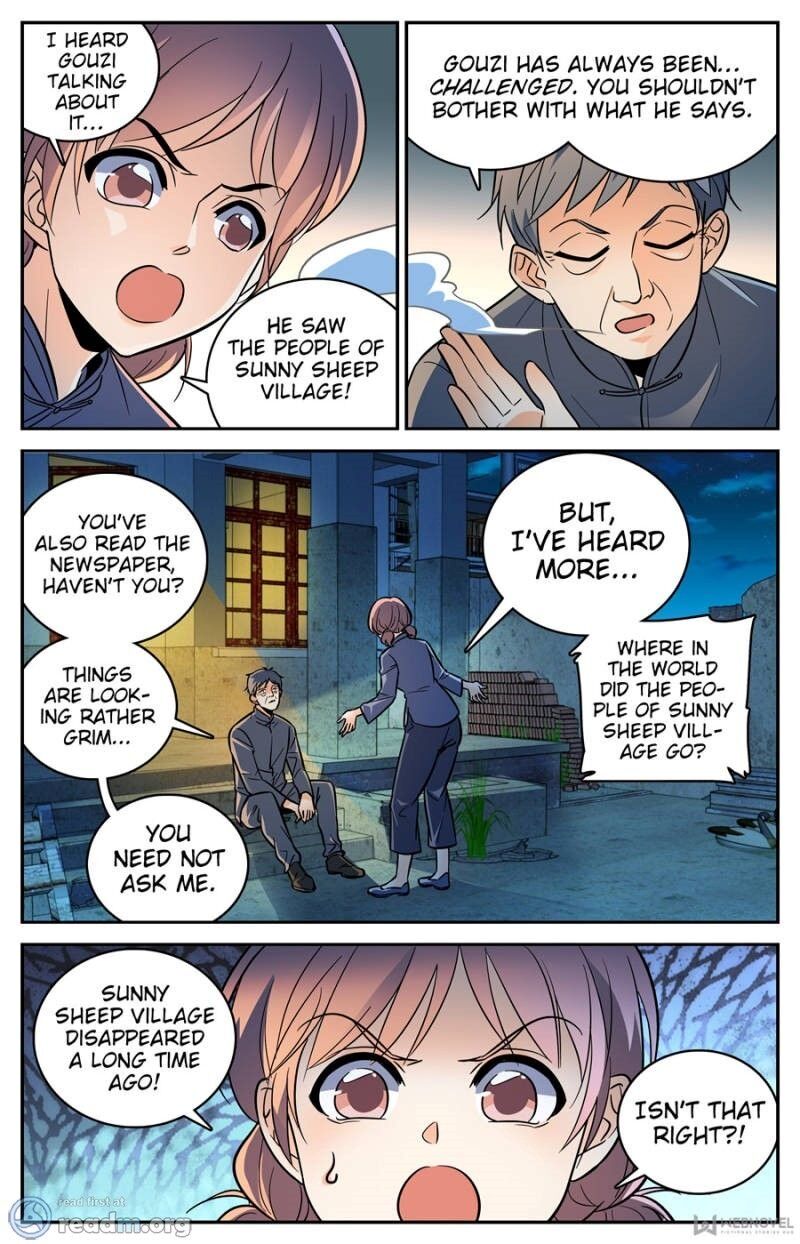 I HEARD
GOUZI
TALKING
ABOUT
IT...
HE SAW
THE PEOPLE OF
SUNNY SHEEP
VILLAGE!
GOUZI HAS ALWAYS BEEN...
CHALLENGED. YOU SHOULDN'T
BOTHER WITH WHAT HE SAYS.
YOU'VE
ALSO READ THE
NEWSPAPER,
HAVEN'T YOU?
THINGS
ARE LOOK-
ING RATHER
GRIM...
YOU
NEED NOT
ASK ME.
BUT,
I'VE HEARD
MORE...
WHERE IN
THE WORLD
DID THE PEO-
PLE OF SUNNY
SHEEP VILL-
AGE GO?
SUNNY
SHEEP VILLAGE
DISAPPEARED
A LONG TIME
AGO!
ISN'T THAT
RIGHT?!
read first at
readm.org
WEBNOVEL
FICTIONAL STORIES HUB